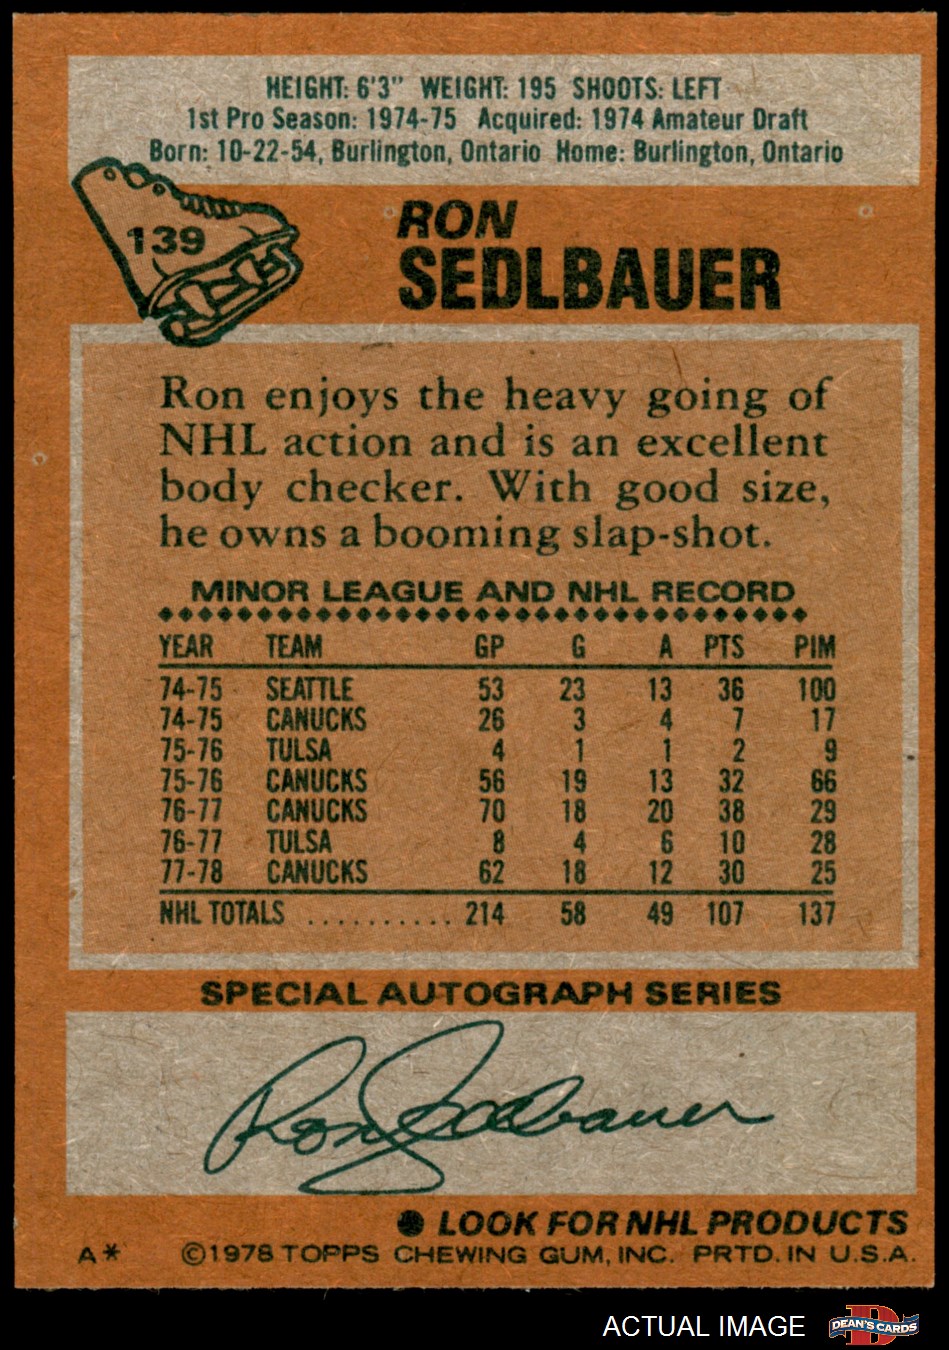 HEIGHT: 6'3" WEIGHT: 195 SHOOTS: LEFT
1st Pro Season: 1974-75 Acquired: 1974 Amateur Draft
Born: 10-22-54, Burlington, Ontario Home: Burlington, Ontario
139
RON
SEDLBAUER
Ron enjoys the heavy going of
NHL action and is an excellent
body checker. With good size,
he owns a booming slap-shot.
MINOR LEAGUE AND NHL RECORD
YEAR TEAM GP G A PTS PIM
74-75 SEATTLE 53 23 13 36 100
74-75 CANUCKS 26 3 4 7 17
75-76 TULSA 4 1 1 2 9
75-76 CANUCKS 56 19 13 32 66
76-77 CANUCKS 70 18 20 38 29
76-77 TULSA 8 4 6 10 28
77-78 CANUCKS 62 18 12 30 25
NHL TOTALS .......... 214 58 49 107 137
SPECIAL AUTOGRAPH SERIES
Ron Sedlbauer
● LOOK FOR NHL PRODUCTS
A* ©1978 TOPPS CHEWING GUM, INC. PRTD. IN U.S.A.
ACTUAL IMAGE
D
DEAN'S CARDS